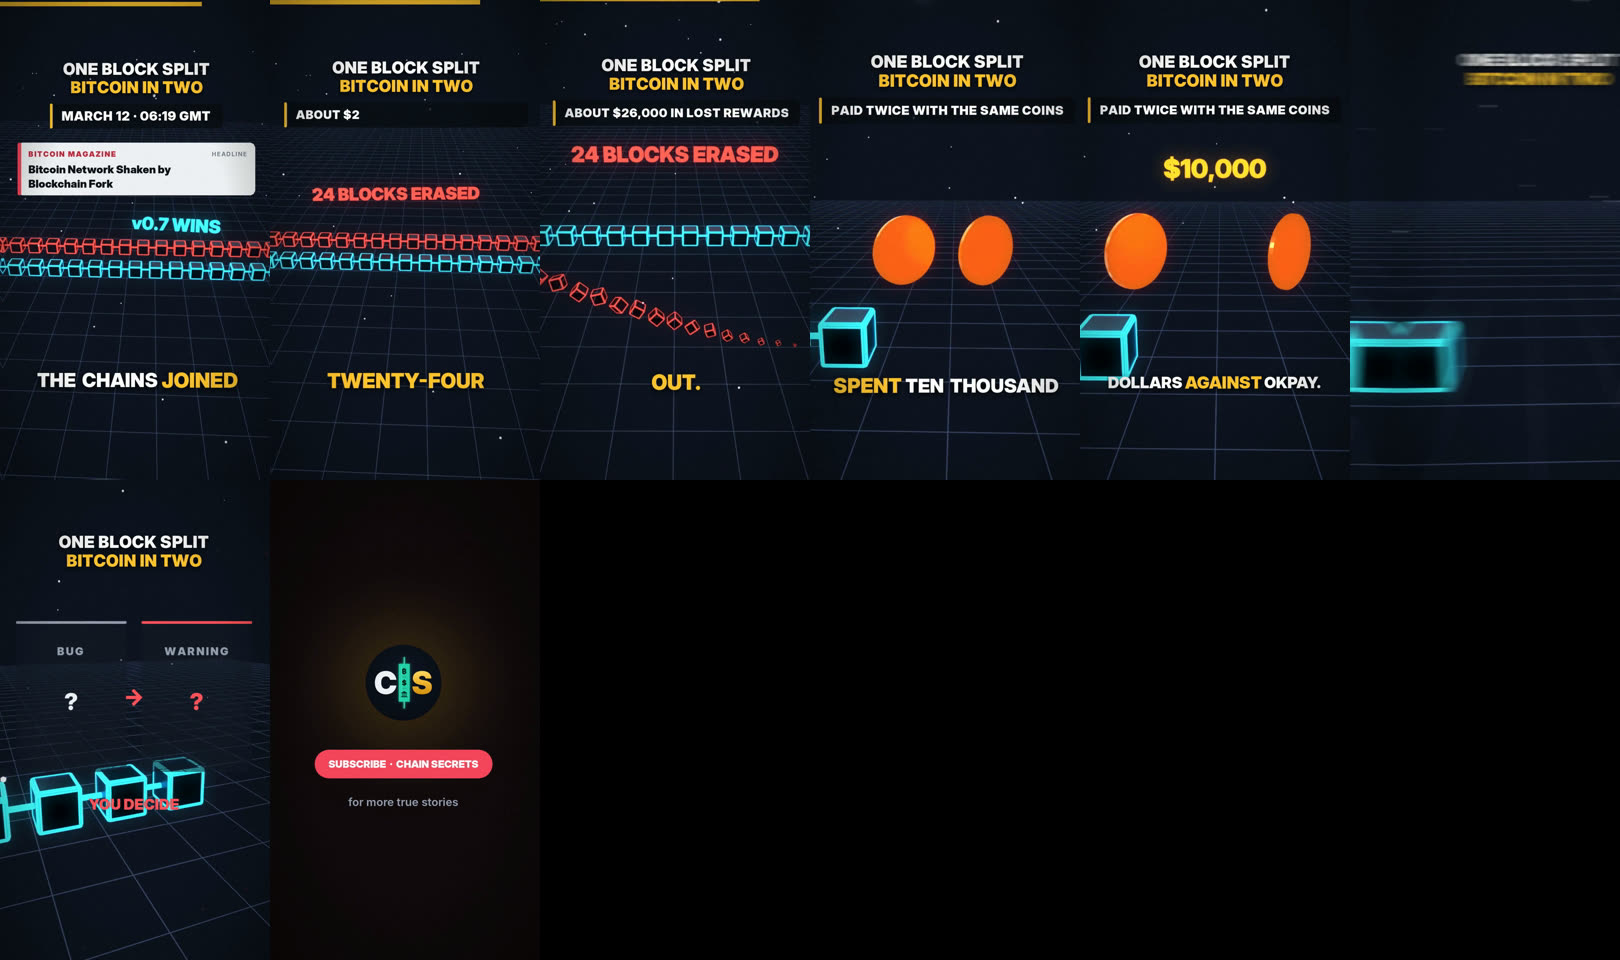 ONE BLOCK SPLIT
BITCOIN IN TWO
MARCH 12 · 06:19 GMT
BITCOIN MAGAZINE
HEADLINE
Bitcoin Network Shaken by
Blockchain Fork
v0.7 WINS
THE CHAINS JOINED
ONE BLOCK SPLIT
BITCOIN IN TWO
ABOUT $2
24 BLOCKS ERASED
TWENTY-FOUR
ONE BLOCK SPLIT
BITCOIN IN TWO
ABOUT $26,000 IN LOST REWARDS
24 BLOCKS ERASED
OUT.
ONE BLOCK SPLIT
BITCOIN IN TWO
PAID TWICE WITH THE SAME COINS
SPENT TEN THOUSAND
ONE BLOCK SPLIT
BITCOIN IN TWO
PAID TWICE WITH THE SAME COINS
$10,000
DOLLARS AGAINST OKPAY.
ONE BLOCK SPLIT
BITCOIN IN TWO
BUG
WARNING
?
→
?
YOU DECIDE
CS
SUBSCRIBE · CHAIN SECRETS
for more true stories